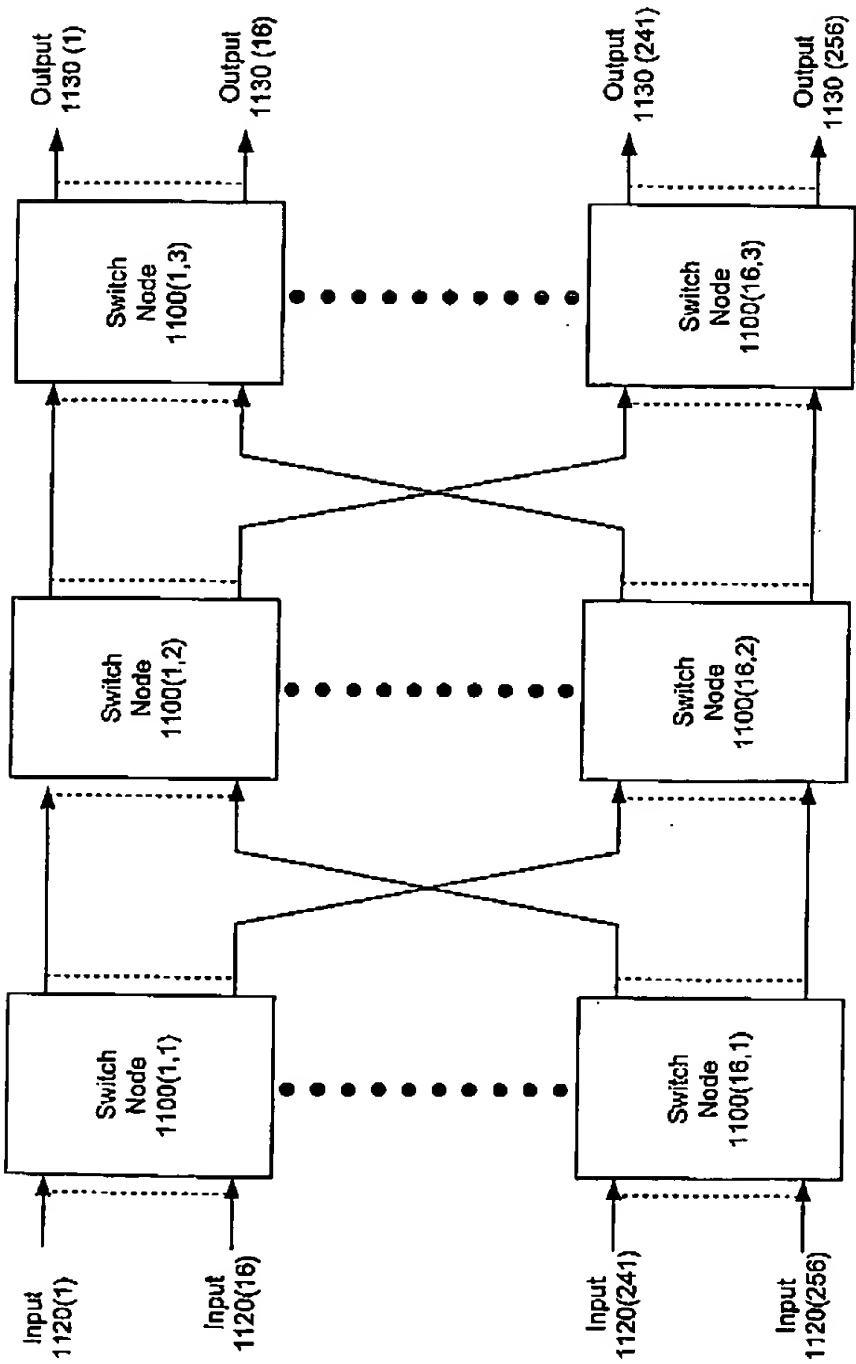 Input
1120(1)
Input
1120(16)
Input
1120(241)
Input
1120(256)
Switch
Node
1100(1,1)
Switch
Node
1100(16,1)
Switch
Node
1100(1,2)
Switch
Node
1100(16,2)
Switch
Node
1100(1,3)
Switch
Node
1100(16,3)
Output
1130 (1)
Output
1130 (16)
Output
1130 (241)
Output
1130 (256)